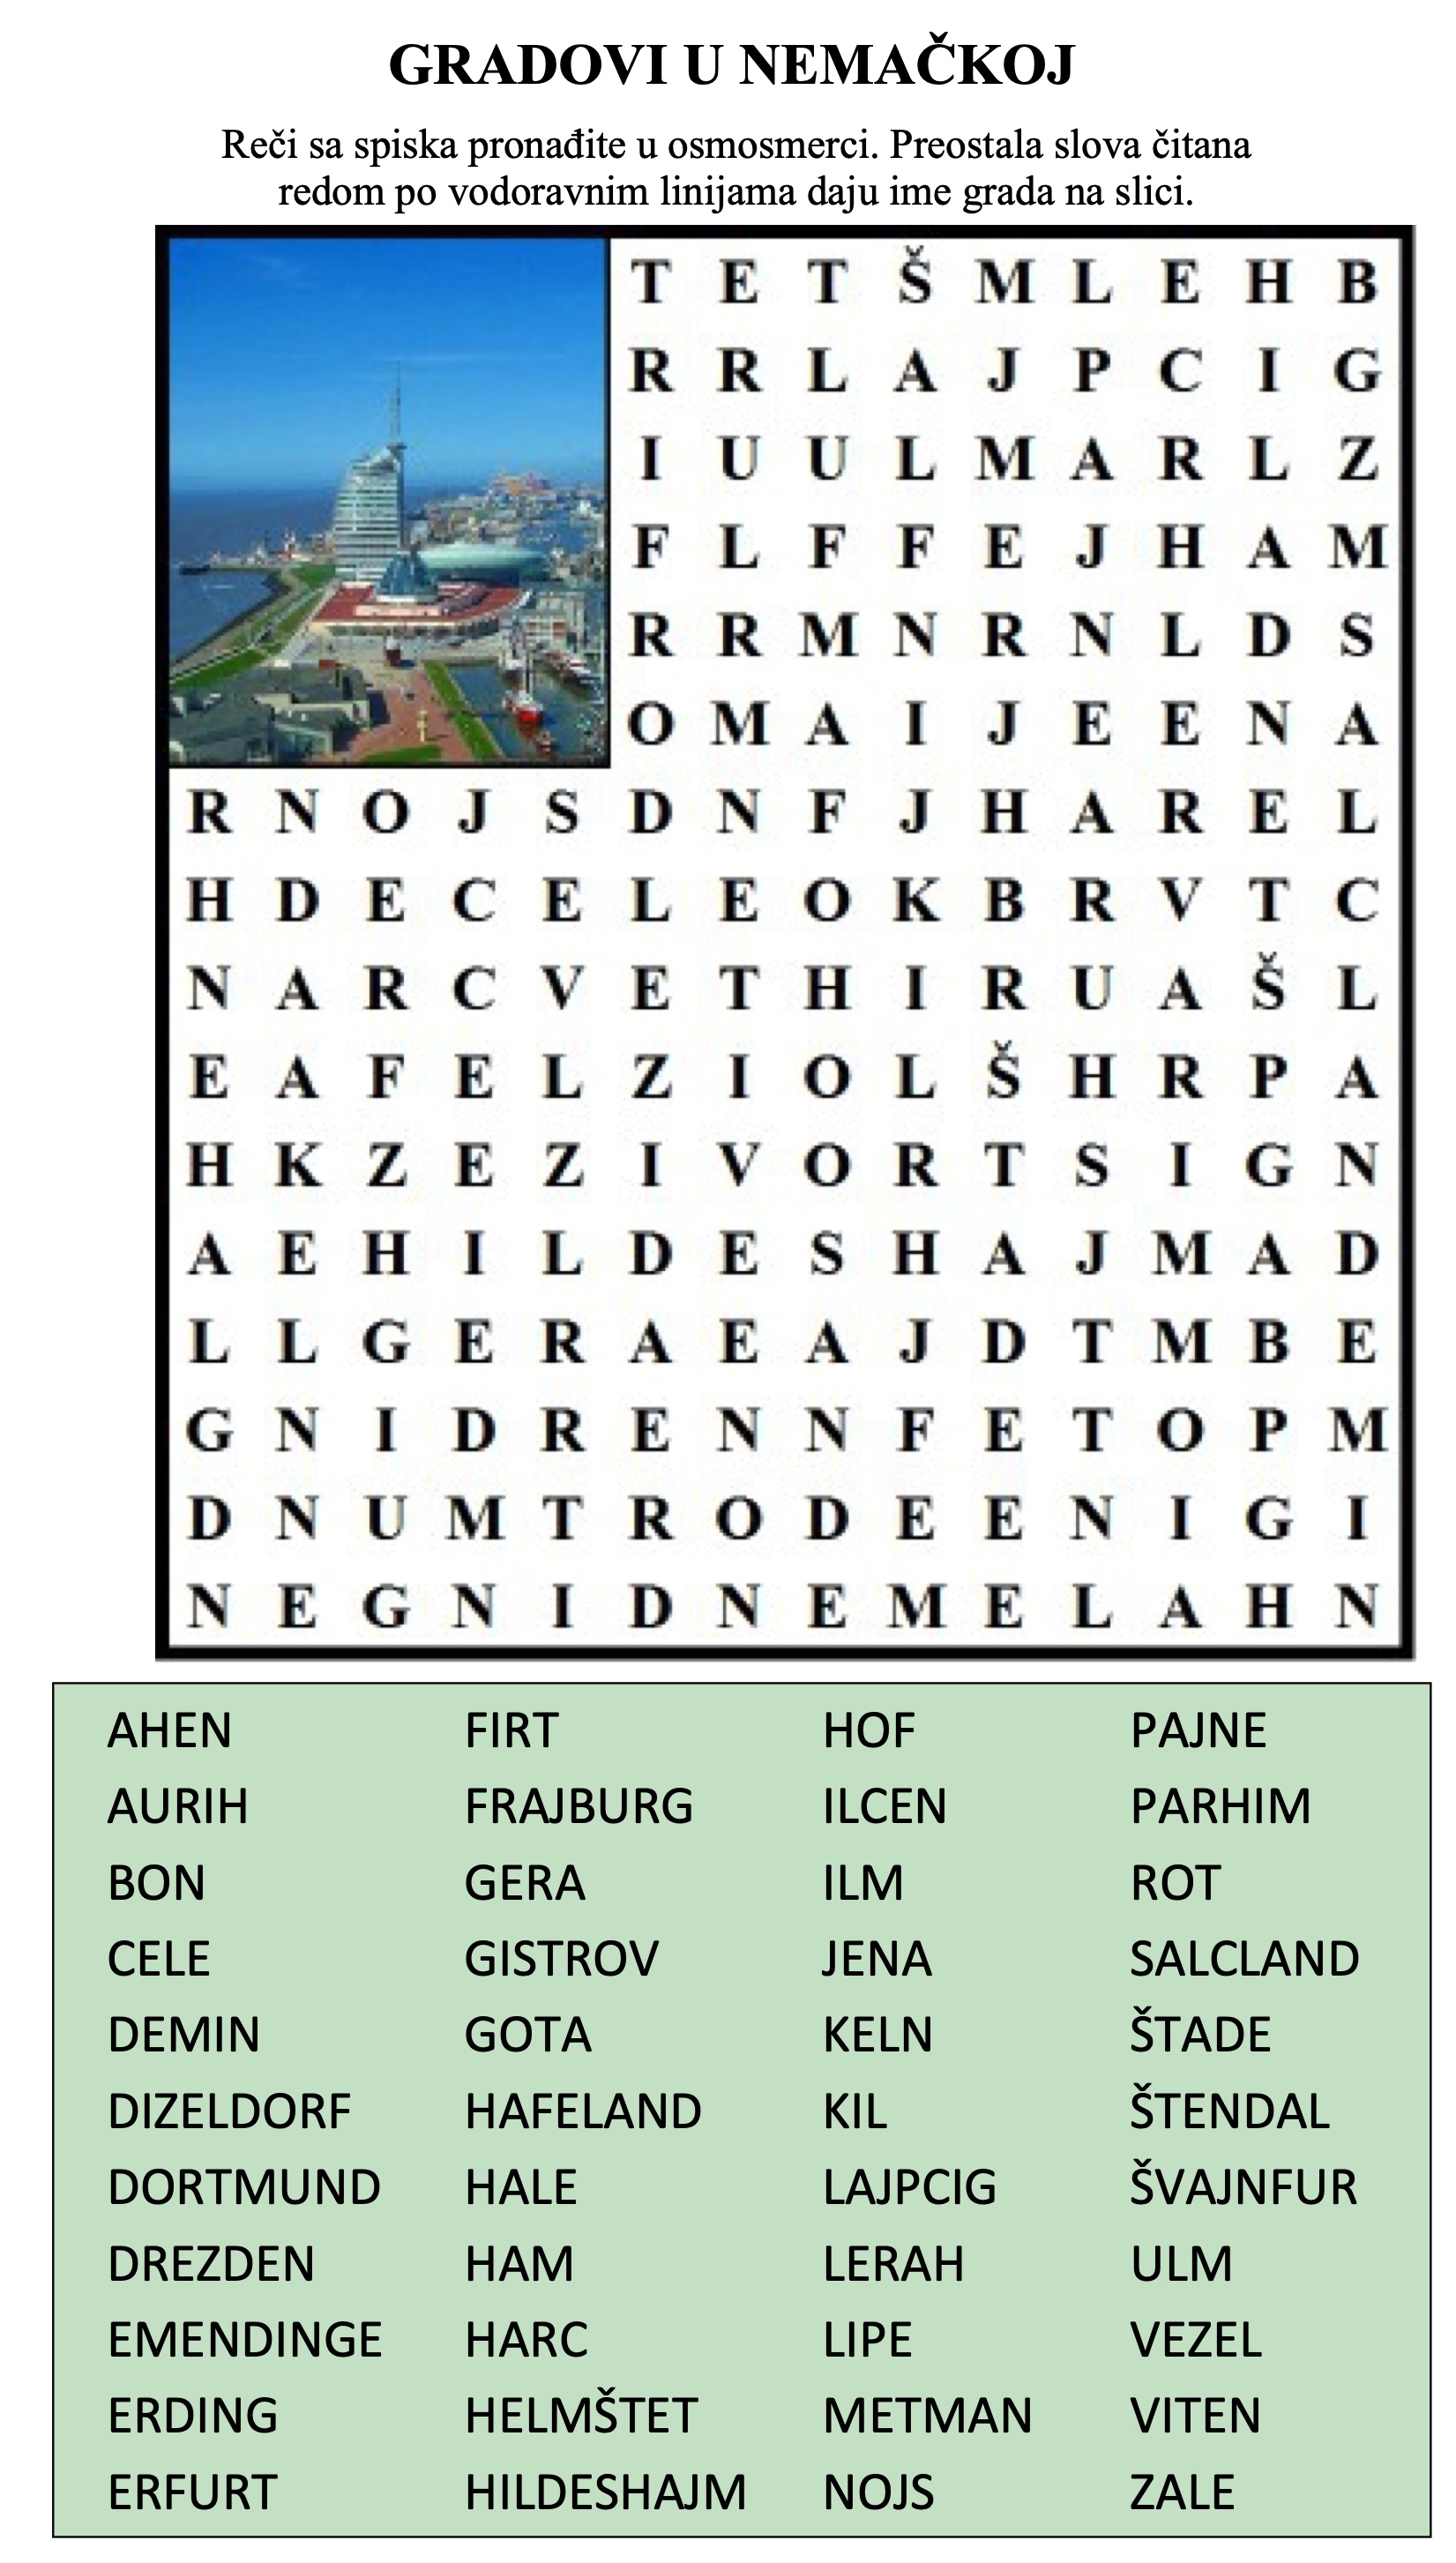 GRADOVI U NEMAČKOJ
Reči sa spiska pronađite u osmosmerci. Preostala slova čitana
redom po vodoravnim linijama daju ime grada na slici.
T E T Š M L E H B
R R L A J P C I G
I U U L M A R L Z
F L F F E J H A M
R R M N R N L D S
O M A I J E E N A
R N O J S D N F J H A R E L
H D E C E L E O K B R V T C
N A R C V E T H I R U A Š L
E A F E L Z I O L Š H R P A
H K Z E Z I V O R T S I G N
A E H I L D E S H A J M A D
L L G E R A E A J D T M B E
G N I D R E N N F E T O P M
D N U M T R O D E E N I G I
N E G N I D N E M E L A H N
AHEN FIRT HOF PAJNE
AURIH FRAJBURG ILCEN PARHIM
BON GERA ILM ROT
CELE GISTROV JENA SALCLAND
DEMIN GOTA KELN ŠTADE
DIZELDORF HAFELAND KIL ŠTENDAL
DORTMUND HALE LAJPCIG ŠVAJNFUR
DREZDEN HAM LERAH ULM
EMENDINGE HARC LIPE VEZEL
ERDING HELMŠTET METMAN VITEN
ERFURT HILDESHAJM NOJS ZALE